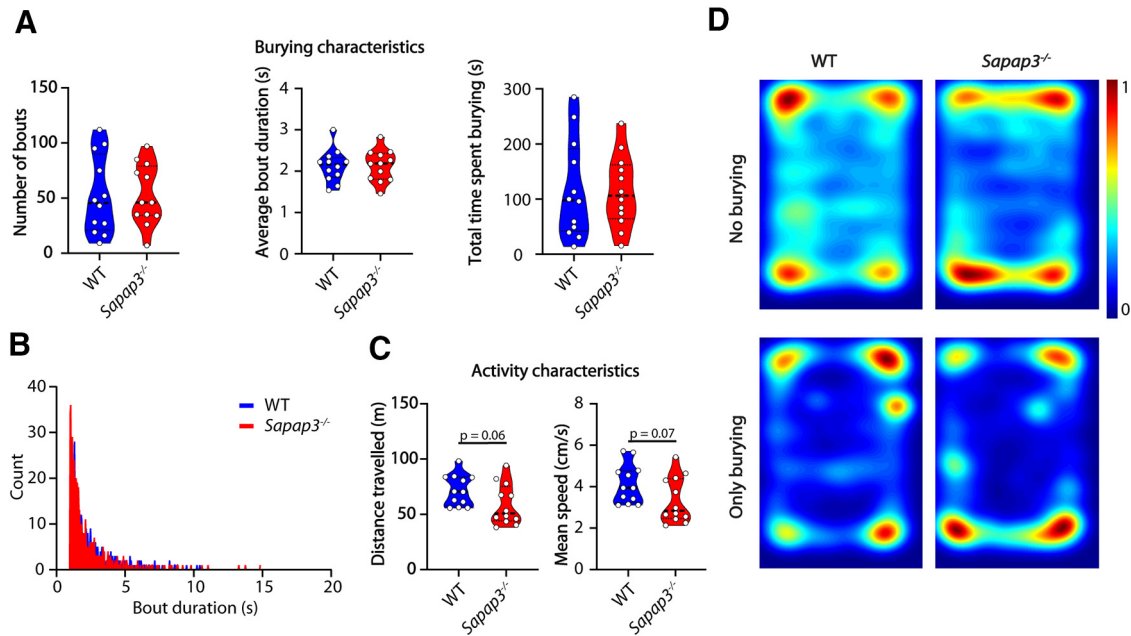 A
Burying characteristics
Number of bouts
150
100
50
0
WT
Sapap3-/-
Average bout duration (s)
4
3
2
1
0
WT
Sapap3-/-
Total time spent burying (s)
300
200
100
0
WT
Sapap3-/-
B
Count
40
30
20
10
0
0
5
10
15
20
Bout duration (s)
WT
Sapap3-/-
C
Activity characteristics
Distance travelled (m)
150
100
50
0
p = 0.06
WT
Sapap3-/-
Mean speed (cm/s)
8
6
4
2
0
p = 0.07
WT
Sapap3-/-
D
WT
Sapap3-/-
No burying
Only burying
1
0